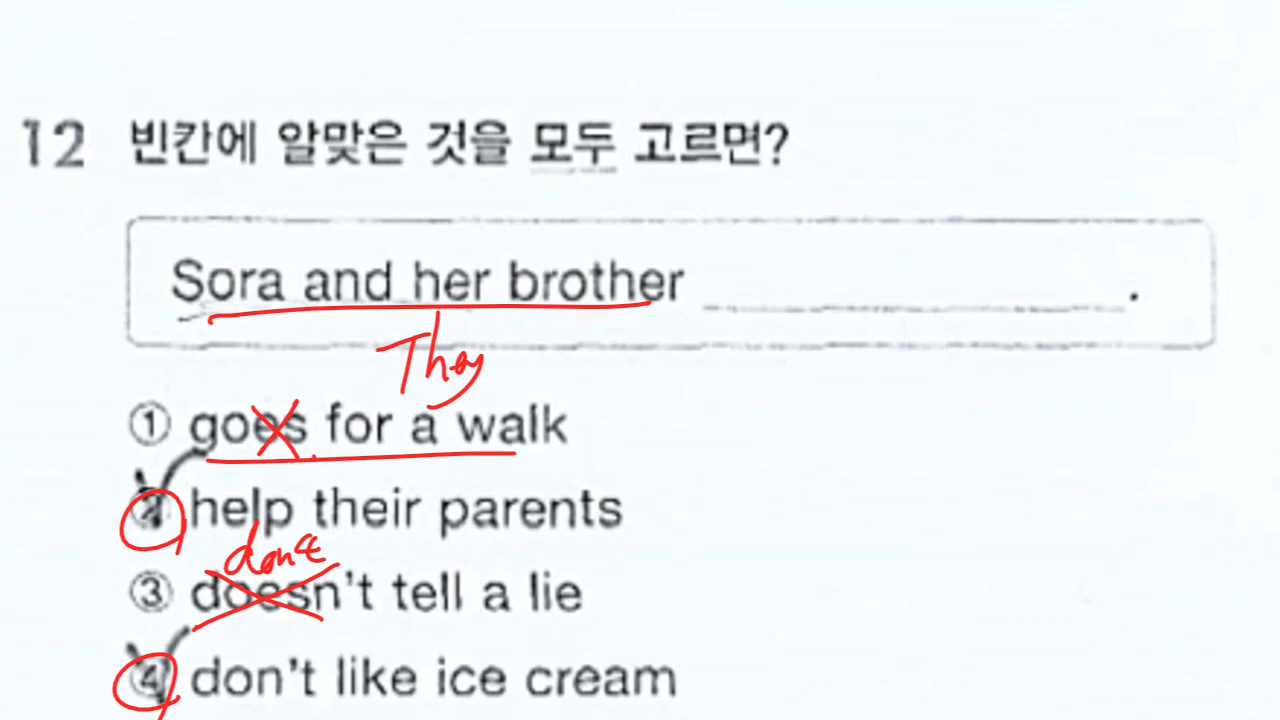 12 빈칸에 알맞은 것을 모두 고르면?
Sora and her brother ________.
They
① goes for a walk
② help their parents
don't
③ doesn't tell a lie
④ don't like ice cream